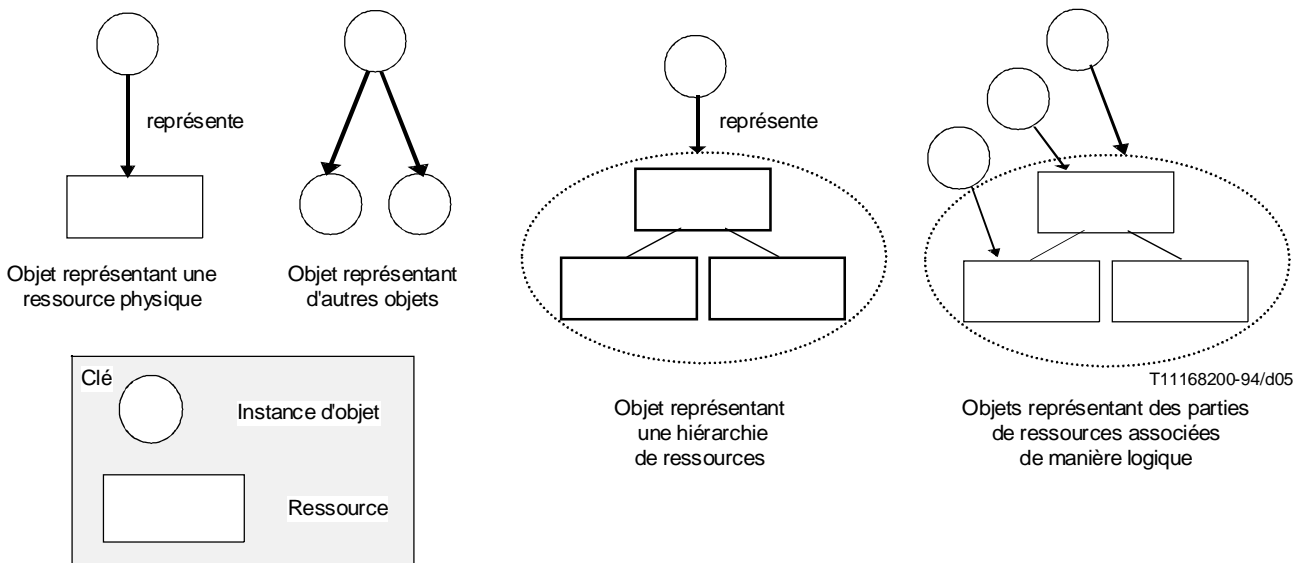 représente
Objet représentant une
ressource physique
Objet représentant
d'autres objets
Clé
Instance d'objet
Ressource
représente
Objet représentant
une hiérarchie
de ressources
T11168200-94/d05
Objets représentant des parties
de ressources associées
de manière logique